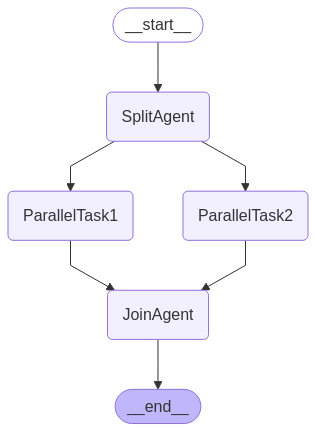 __start__
SplitAgent
ParallelTask1
ParallelTask2
JoinAgent
__end__